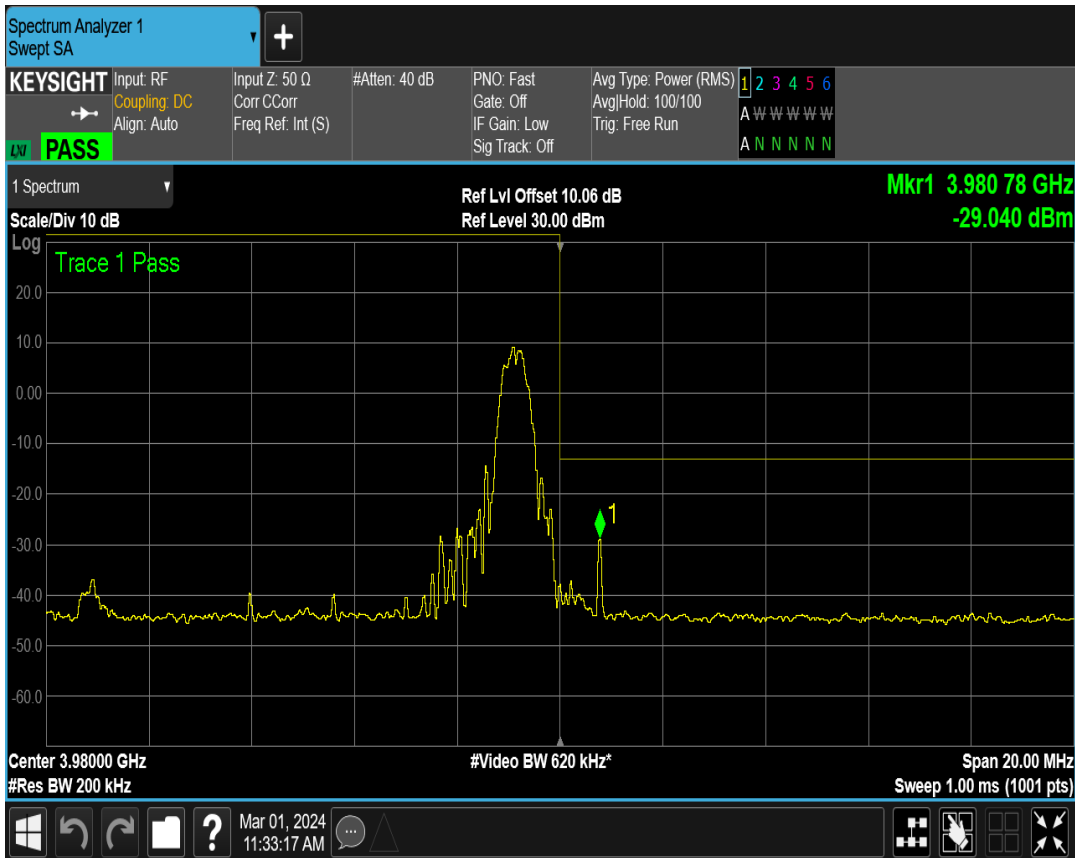 Spectrum Analyzer 1
Swept SA
+
KEYSIGHT
LXI PASS
Input: RF
Coupling: DC
Align: Auto
Input Z: 50 Ω
Corr CCorr
Freq Ref: Int (S)
#Atten: 40 dB
PNO: Fast
Gate: Off
IF Gain: Low
Sig Track: Off
Avg Type: Power (RMS)
Avg|Hold: 100/100
Trig: Free Run
1 2 3 4 5 6
A W W W W W
A N N N N N
1 Spectrum
Scale/Div 10 dB
Ref Lvl Offset 10.06 dB
Ref Level 30.00 dBm
Mkr1 3.980 78 GHz
-29.040 dBm
Log
Trace 1 Pass
20.0
10.0
0.00
-10.0
-20.0
1
-30.0
-40.0
-50.0
-60.0
Center 3.98000 GHz
#Res BW 200 kHz
#Video BW 620 kHz*
Span 20.00 MHz
Sweep 1.00 ms (1001 pts)
?
Mar 01, 2024
11:33:17 AM